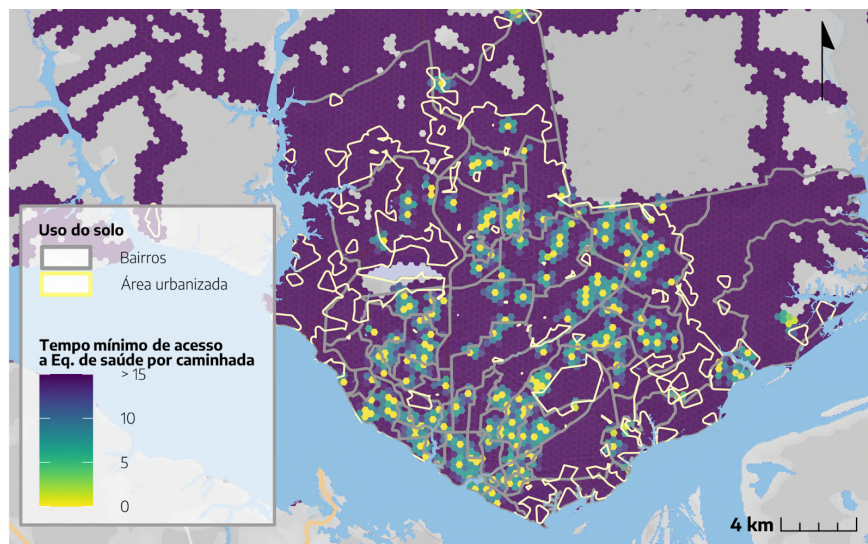 Uso do solo
Bairros
Área urbanizada
Tempo mínimo de acesso
a Eq. de saúde por caminhada
> 15
10
5
0
4 km